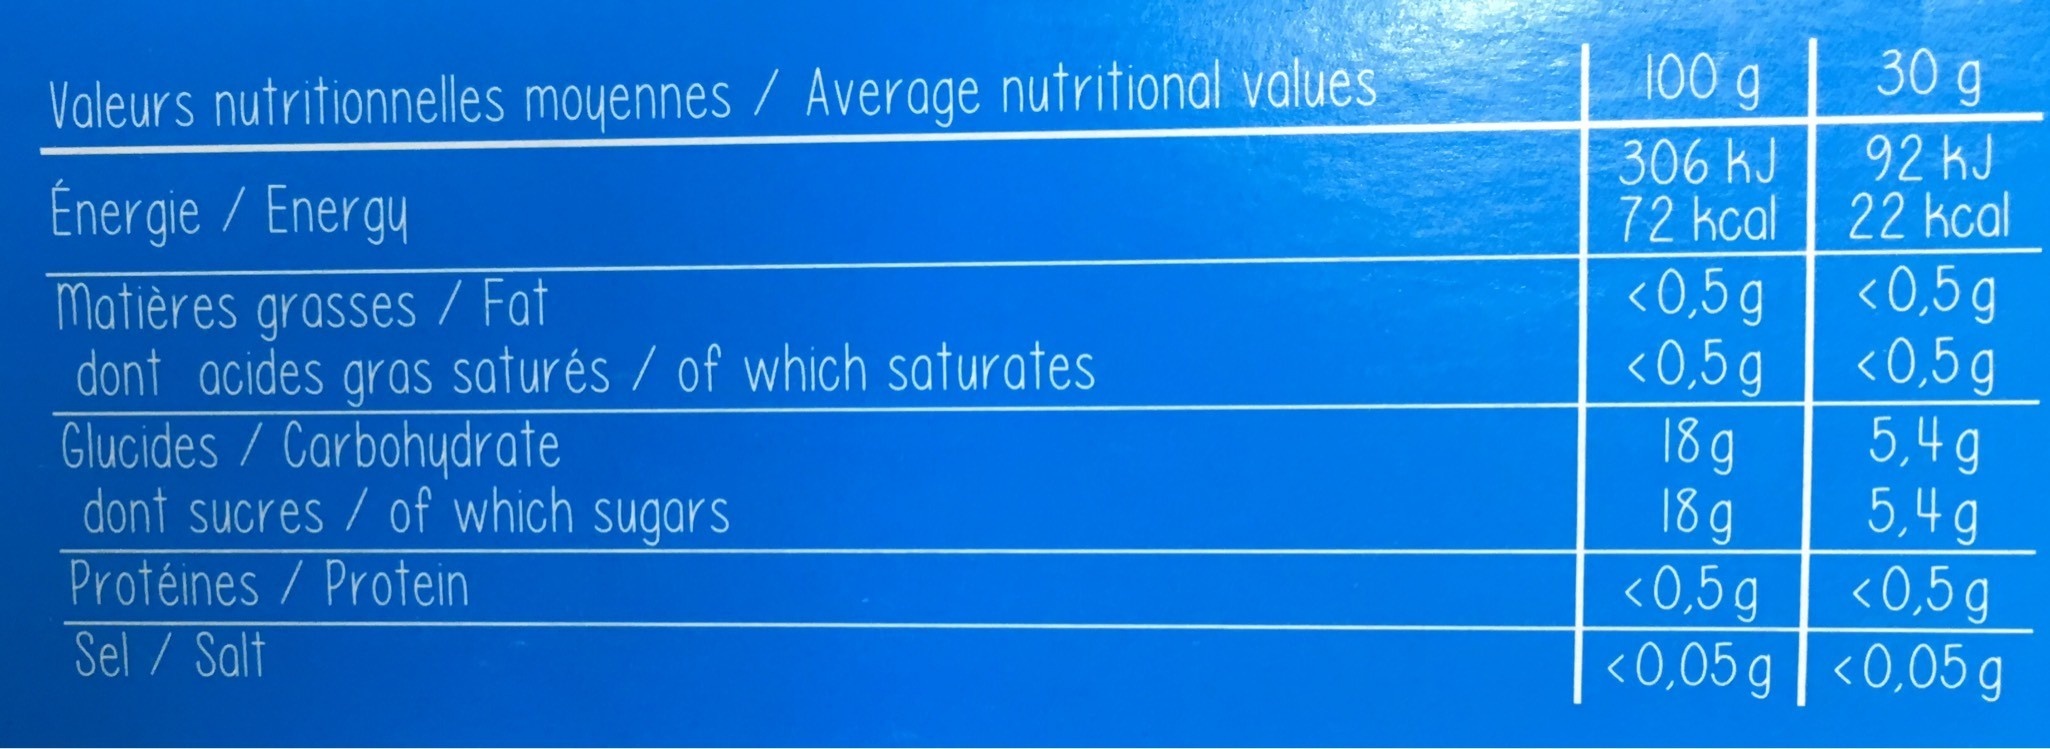 Valeurs nutritionnelles moyennes / Average nutritional values 100 g 30 g
Énergie / Energy 306 kJ 92 kJ
72 kcal 22 kcal
Matières grasses / Fat <0,5 g <0,5 g
dont acides gras saturés / of which saturates <0,5 g <0,5 g
Glucides / Carbohydrate 18 g 5,4 g
dont sucres / of which sugars 18 g 5,4 g
Protéines / Protein <0,5 g <0,5 g
Sel / Salt <0,05 g <0,05 g